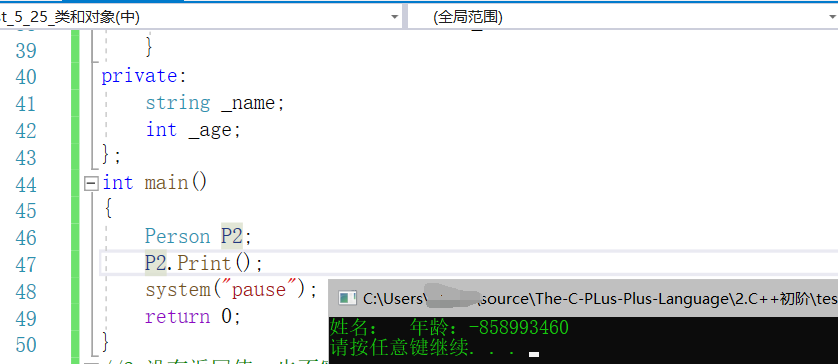 t_5_25_类和对象(中)
(全局范围)
39 }
40 private:
41 string _name;
42 int _age;
43 };
44 int main()
45 {
46 Person P2;
47 P2.Print();
48 system("pause");
49 return 0;
50 }
C:\Users\
\source\The-C-PLus-Plus-Language\2.C++初阶\tes
姓名: 年龄:-858993460
请按任意键继续. . .